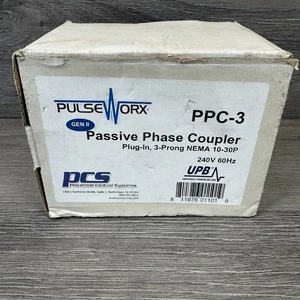 PULSEWORX
GEN II
PPC-3
Passive Phase Coupler
Plug-In, 3-Prong NEMA 10-30P
240V 60Hz
pcs
Powerline Control Systems
UPB
8 11976 01101 9